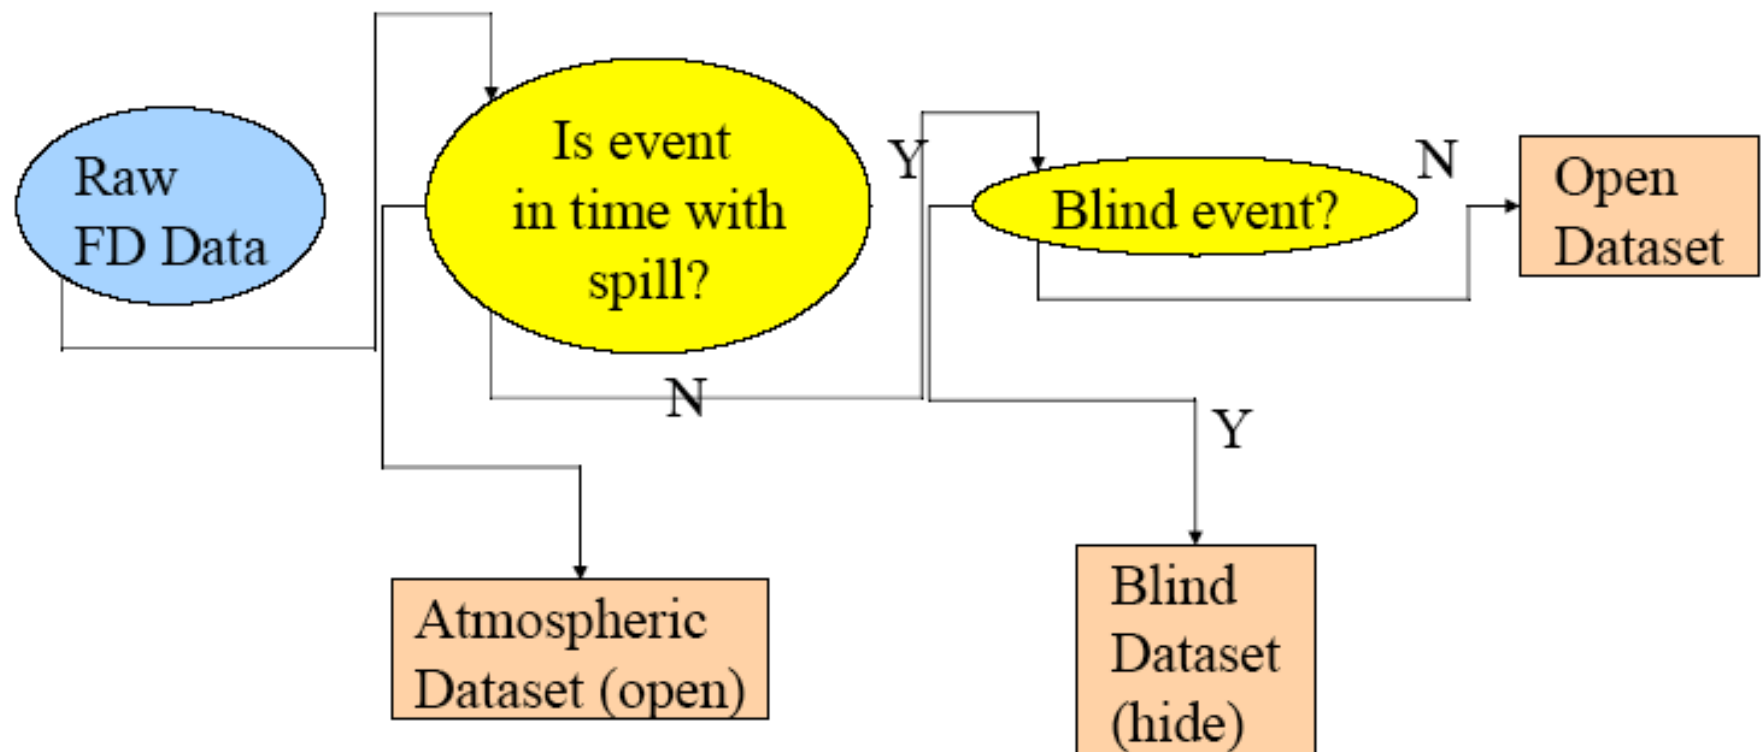 Raw
FD Data
Is event
in time with
spill?
Y
N
Blind event?
N
Y
Open
Dataset
Atmospheric
Dataset (open)
Blind
Dataset
(hide)